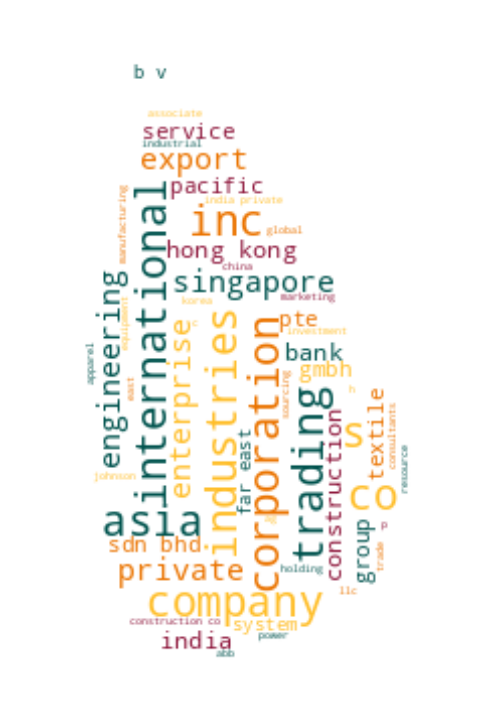 b v
associate
service
industrial
export
pacific
india private
inc
global
manufacturing
international
hong kong
china
singapore
marketing
korea
engineering
equipment
enterprise
c
industries
corporation
pte
investment
bank
gmbh
apparel
east
sourcing
trading
h
textile
consultants
construction
s
resource
far east
johnson
co
asia
group
p
trade
sdn bhd
private
holding
llc
company
construction co
system
india
power
abb